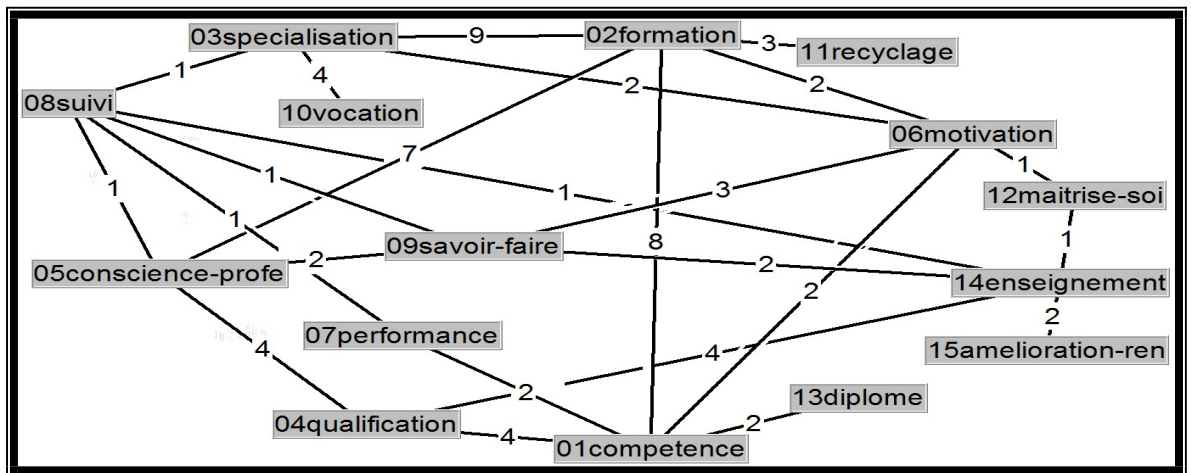 03specialisation 9 02formation 3 11recyclage
1 4 2 2
08suivi 10vocation 06motivation
7 1
1 1 1 3 12maitrise-soi
1 8 1
05conscience-profe 2 09savoir-faire 2 14enseignement
2 2
07performance 15amelioration-ren
4 4
2 13diplome
04qualification 4 01competence 2